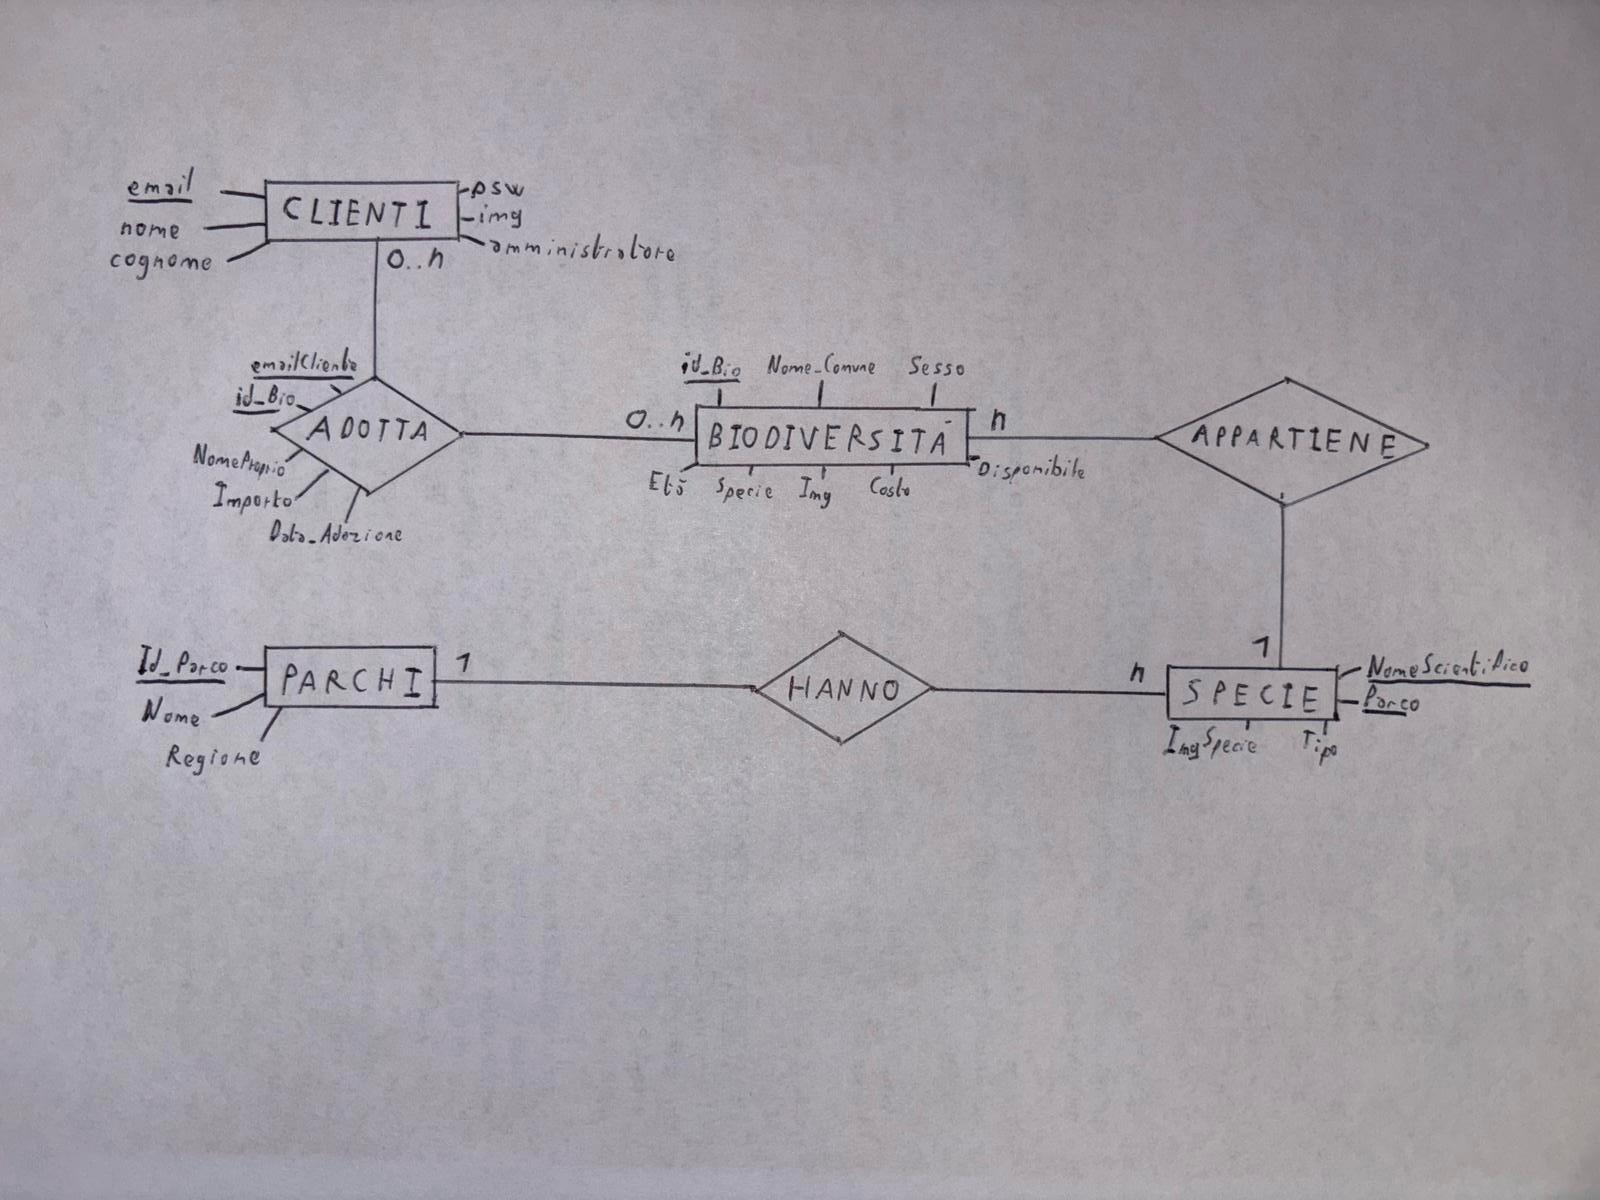 email
nome
cognome
CLIENTI
psw
img
amministratore
0..n
emailCliente
id_Bio
ADOTTA
NomeProprio
Importo
Data_Adozione
0..n
id_Bio
Nome_Comune
Sesso
BIODIVERSITÀ
Età
Specie
Img
Costo
Disponibile
n
APPARTIENE
1
Id_Parco
Nome
Regione
PARCHI
1
HANNO
n
SPECIE
NomeScientifico
Parco
ImgSpecie
Tipo